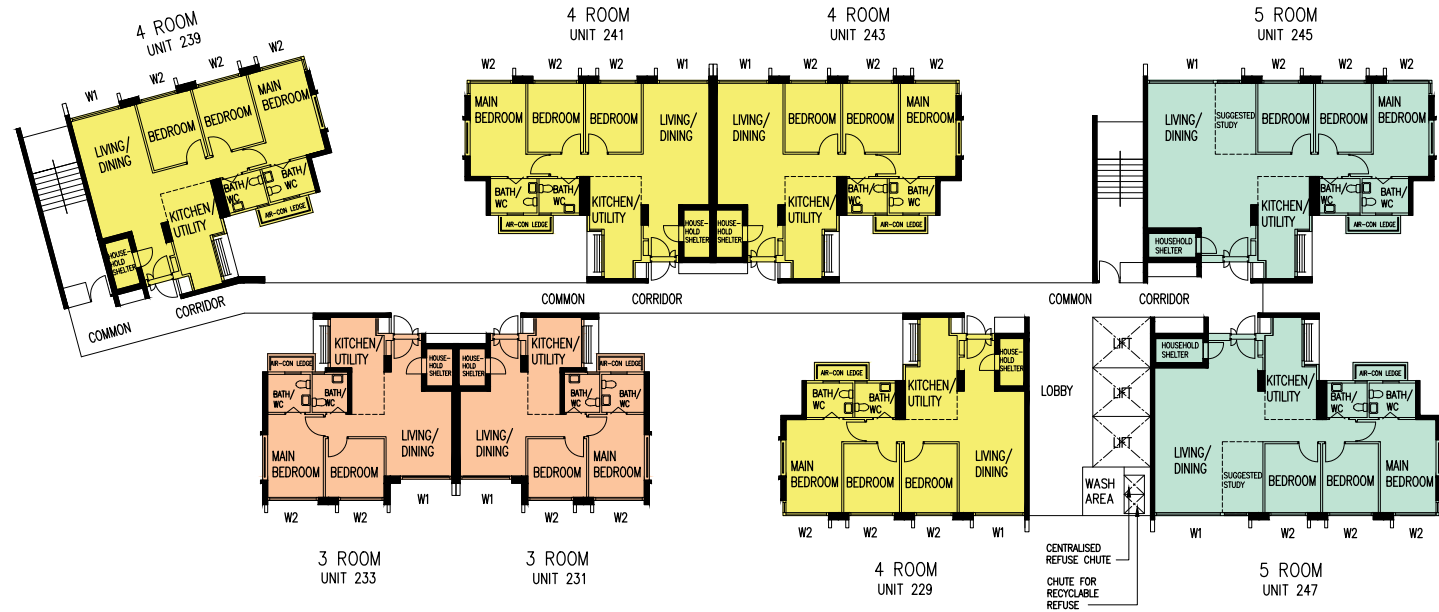 4 ROOM
UNIT 239
W1
W2
W2
W2
LIVING/
DINING
BEDROOM
BEDROOM
MAIN
BEDROOM
BATH/
WC
BATH/
WC
AIR-CON LEDGE
KITCHEN/
UTILITY
HOUSE-
HOLD
SHELTER
4 ROOM
UNIT 241
W2
W2
W2
W1
MAIN
BEDROOM
BEDROOM
BEDROOM
LIVING/
DINING
BATH/
WC
BATH/
WC
AIR-CON LEDGE
KITCHEN/
UTILITY
HOUSE-
HOLD
SHELTER
4 ROOM
UNIT 243
W1
W2
W2
W2
LIVING/
DINING
BEDROOM
BEDROOM
MAIN
BEDROOM
KITCHEN/
UTILITY
BATH/
WC
BATH/
WC
AIR-CON LEDGE
HOUSE-
HOLD
SHELTER
5 ROOM
UNIT 245
W1
W2
W2
W2
LIVING/
DINING
SUGGESTED
STUDY
BEDROOM
BEDROOM
MAIN
BEDROOM
KITCHEN/
UTILITY
BATH/
WC
BATH/
WC
AIR-CON LEDGE
HOUSEHOLD
SHELTER
COMMON
CORRIDOR
COMMON
CORRIDOR
COMMON
CORRIDOR
KITCHEN/
UTILITY
AIR-CON LEDGE
HOUSE-
HOLD
SHELTER
BATH/
WC
BATH/
WC
LIVING/
DINING
MAIN
BEDROOM
BEDROOM
W1
W2
W2
3 ROOM
UNIT 233
HOUSE-
HOLD
SHELTER
KITCHEN/
UTILITY
AIR-CON LEDGE
BATH/
WC
BATH/
WC
LIVING/
DINING
BEDROOM
MAIN
BEDROOM
W1
W2
W2
3 ROOM
UNIT 231
AIR-CON LEDGE
KITCHEN/
UTILITY
HOUSE-
HOLD
SHELTER
BATH/
WC
BATH/
WC
MAIN
BEDROOM
BEDROOM
BEDROOM
LIVING/
DINING
W2
W2
W2
W1
4 ROOM
UNIT 229
LOBBY
LIFT
LIFT
LIFT
WASH
AREA
CENTRALISED
REFUSE CHUTE
CHUTE FOR
RECYCLABLE
REFUSE
HOUSEHOLD
SHELTER
KITCHEN/
UTILITY
AIR-CON LEDGE
BATH/
WC
BATH/
WC
LIVING/
DINING
SUGGESTED
STUDY
BEDROOM
BEDROOM
MAIN
BEDROOM
W1
W2
W2
W2
5 ROOM
UNIT 247